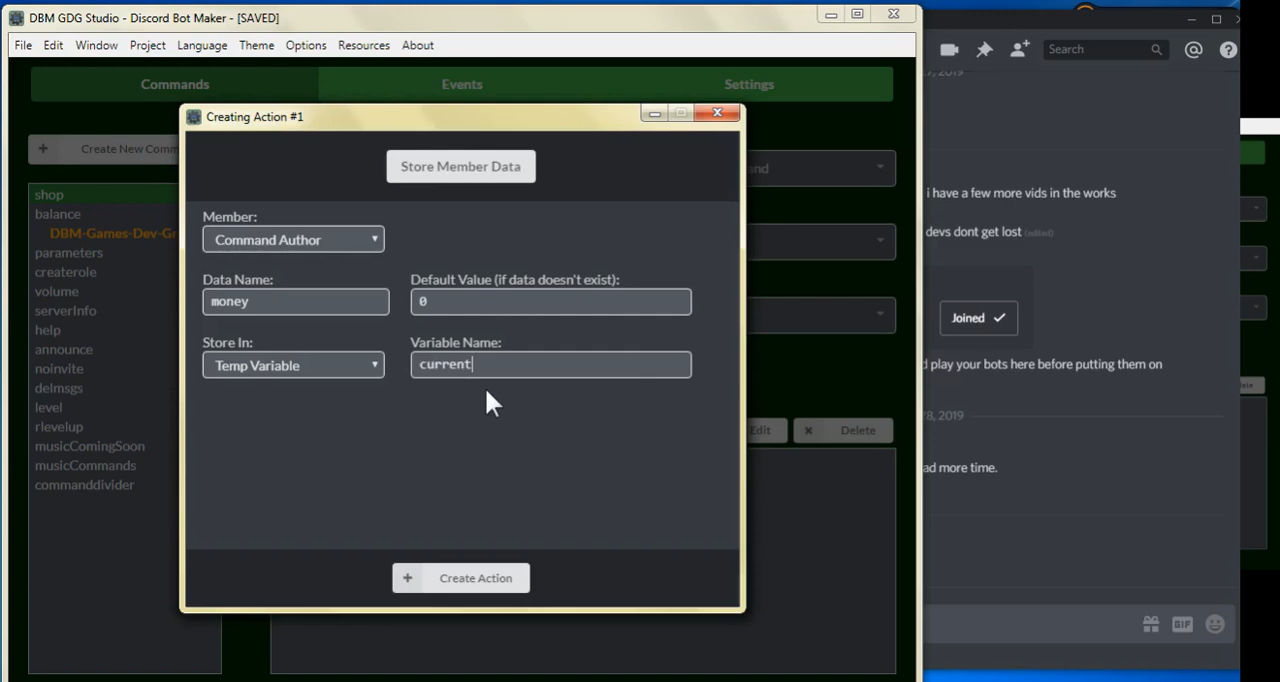 DBM GDG Studio - Discord Bot Maker - [SAVED]
File Edit Window Project Language Theme Options Resources About
Commands Events Settings
Search
Creating Action #1
+ Create New Comm
Store Member Data
shop
balance
DBM-Games-Dev-Gr
parameters
createrole
volume
serverInfo
help
announce
noinvite
delmsgs
level
rlevelup
musicComingSoon
musicCommands
commanddivider
Member:
Command Author
Data Name: Default Value (if data doesn't exist):
money 0
Store In: Variable Name:
Temp Variable current
+ Create Action
Edit Delete
i have a few more vids in the works
devs dont get lost (edited)
Joined
play your bots here before putting them on
28, 2019
ad more time.
GIF